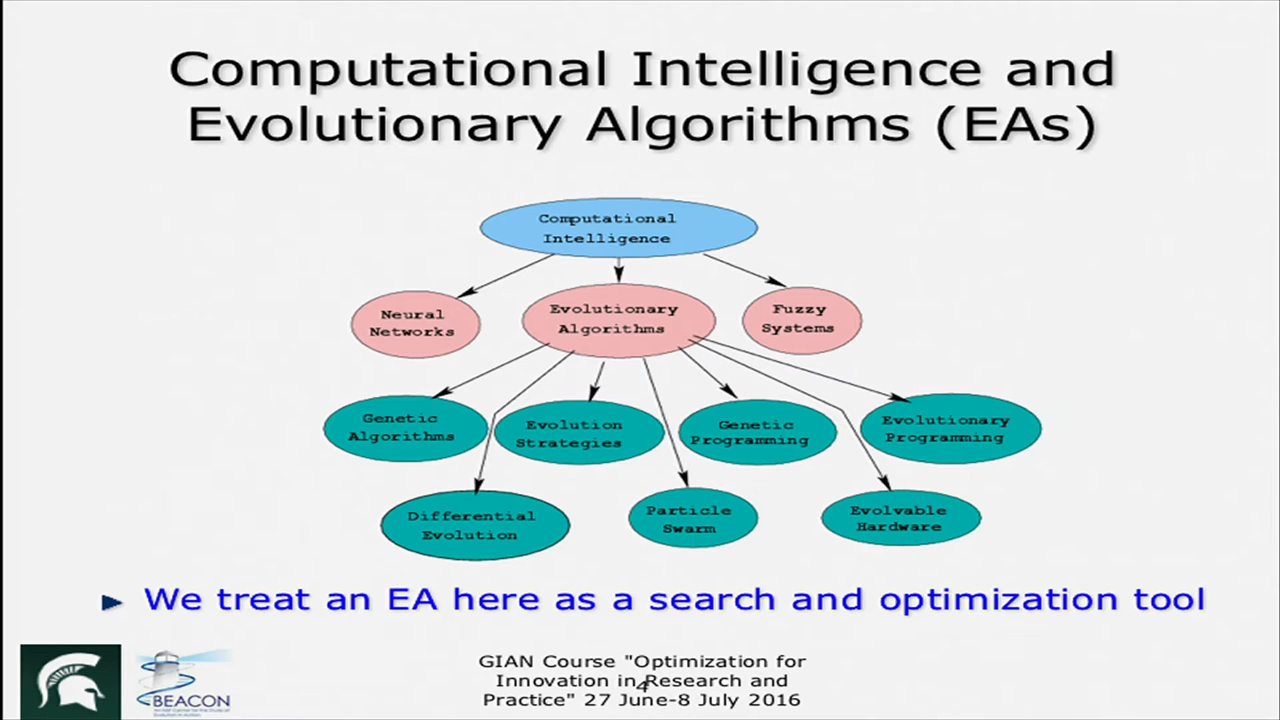 Computational Intelligence and
Evolutionary Algorithms (EAs)
Computational
Intelligence
Neural
Networks
Evolutionary
Algorithms
Fuzzy
Systems
Genetic
Algorithms
Evolution
Strategies
Genetic
Programming
Evolutionary
Programming
Differential
Evolution
Particle
Swarm
Evolvable
Hardware
We treat an EA here as a search and optimization tool
BEACON
GIAN Course "Optimization for
Innovation in Research and
Practice" 27 June-8 July 2016
4